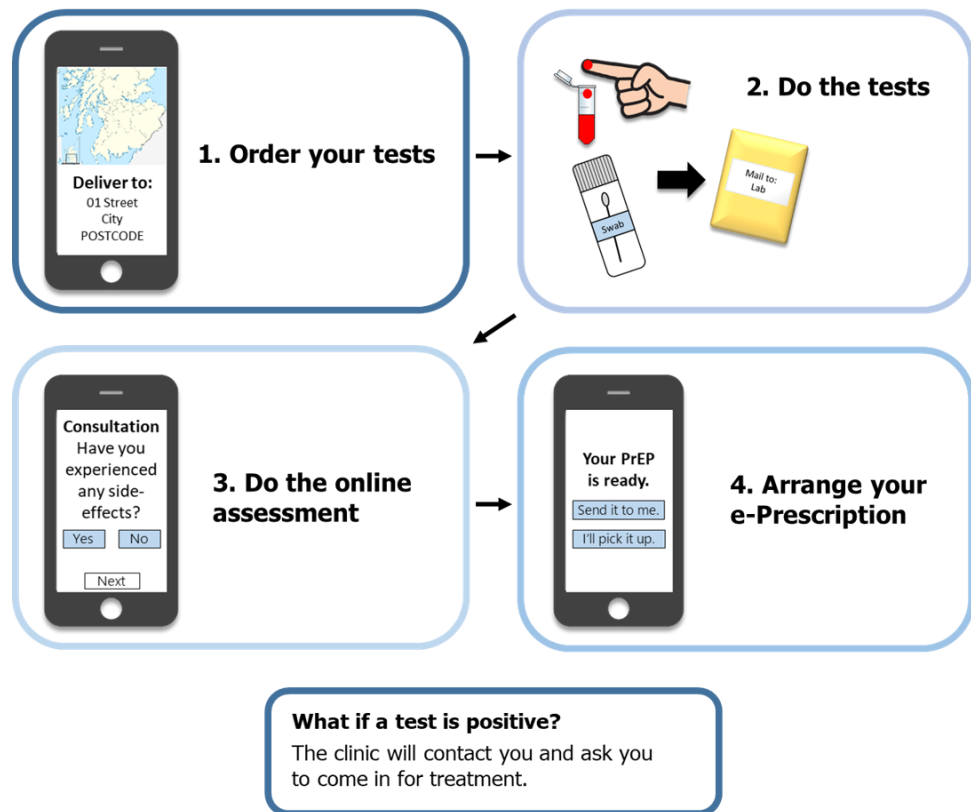 Deliver to:
01 Street
City
POSTCODE
1. Order your tests
2. Do the tests
Swab
Mail to:
Lab
Consultation
Have you
experienced
any side-
effects?
Yes
No
Next
3. Do the online
assessment
Your PrEP
is ready.
Send it to me.
I'll pick it up.
4. Arrange your
e-Prescription
What if a test is positive?
The clinic will contact you and ask you
to come in for treatment.